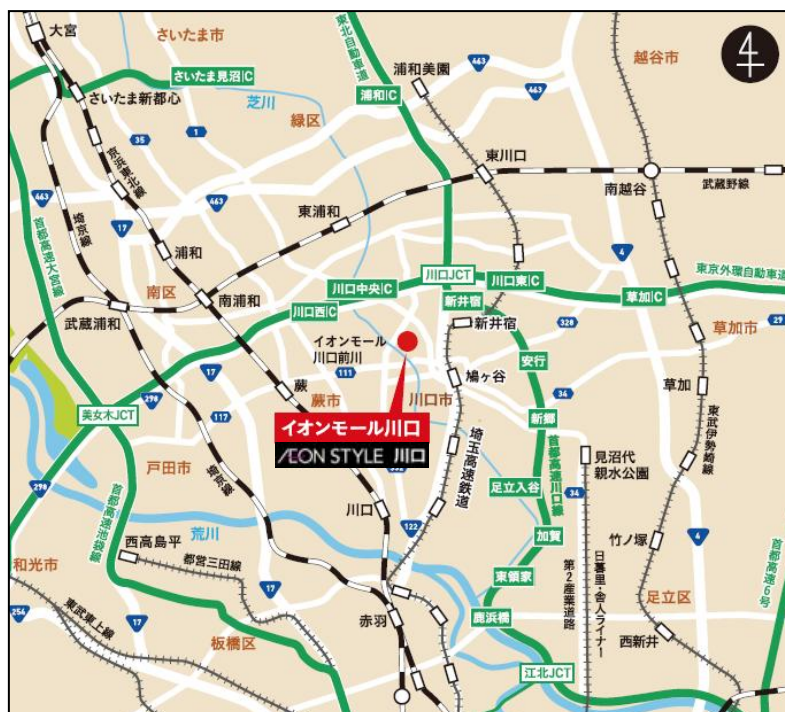 大宮
さいたま市
さいたま見沼IC
さいたま新都心
芝川
緑区
東北自動車道
浦和IC
浦和美園
463
463
越谷市
35
1
京浜東北線
463
463
17
埼京線
首都高速大宮線
浦和
東浦和
東川口
南越谷
武蔵野線
4
南区
南浦和
武蔵浦和
川口西IC
川口中央IC
川口JCT
川口東IC
新井宿
新井宿
草加IC
東京外環自動車道
328
草加市
イオンモール
川口前川
111
17
蕨
蕨市
川口市
鳩ヶ谷
安行
34
新郷
草加
美女木JCT
298
117
イオンモール川口
ÆON STYLE 川口
戸田市
埼京線
埼玉高速鉄道
首都高速川口線
見沼代
親水公園
東武伊勢崎線
足立入谷
34
298
首都高速池袋線
荒川
川口
122
加賀
竹ノ塚
4
首都高速6号
和光市
西高島平
都営三田線
東領家
第2産業道路
日暮里・舎人ライナー
足立区
254
東武東上線
17
17
板橋区
赤羽
鹿浜橋
西新井
江北JCT